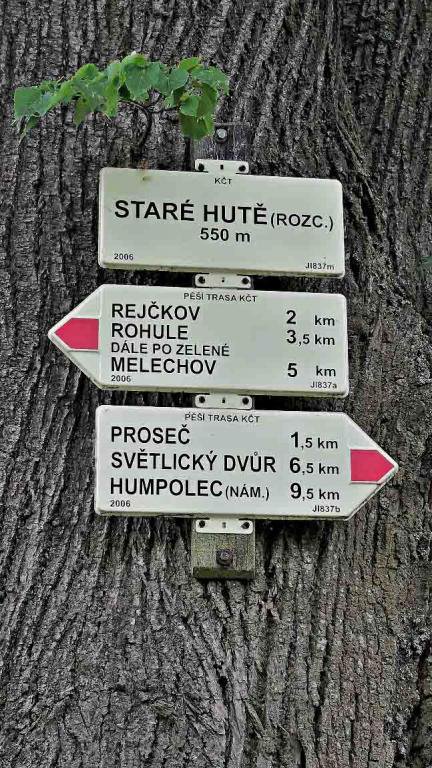 KČT
STARÉ HUTĚ (ROZC.)
550 m
2006 JI837m
PĚŠÍ TRASA KČT
REJČKOV 2 km
ROHULE 3,5 km
DÁLE PO ZELENÉ
MELECHOV 5 km
2006 JI837a
PĚŠÍ TRASA KČT
PROSEČ 1,5 km
SVĚTLICKÝ DVŮR 6,5 km
HUMPOLEC (NÁM.) 9,5 km
2006 JI837b